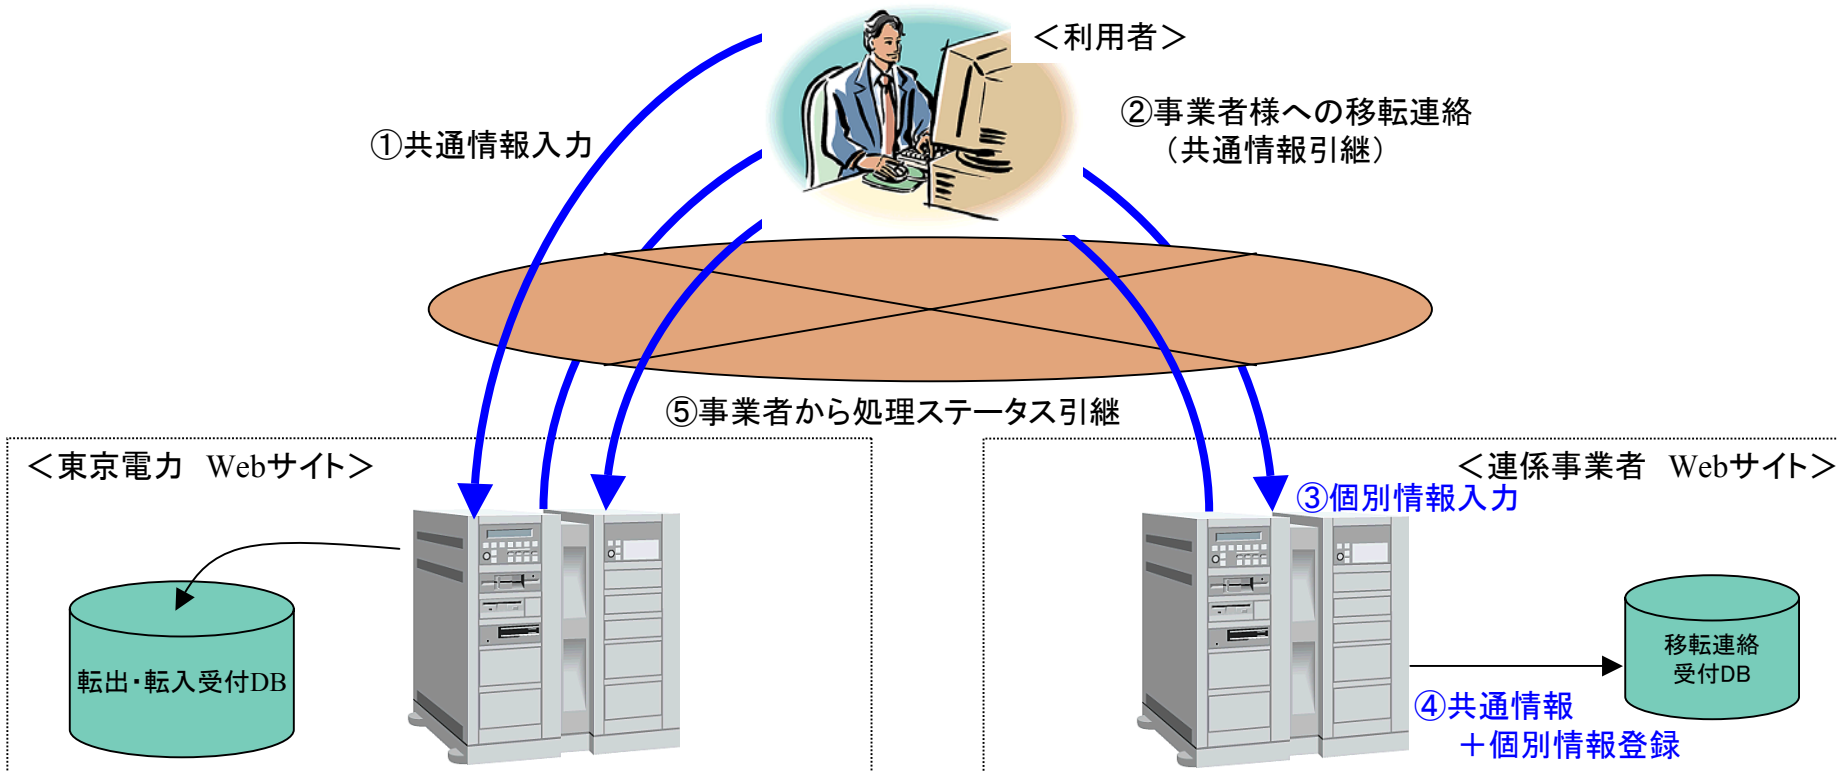 ＜利用者＞
①共通情報入力
②事業者様への移転連絡
（共通情報引継）
⑤事業者から処理ステータス引継
＜東京電力　Webサイト＞
転出・転入受付DB
＜連係事業者　Webサイト＞
③個別情報入力
移転連絡
受付DB
④共通情報
＋個別情報登録